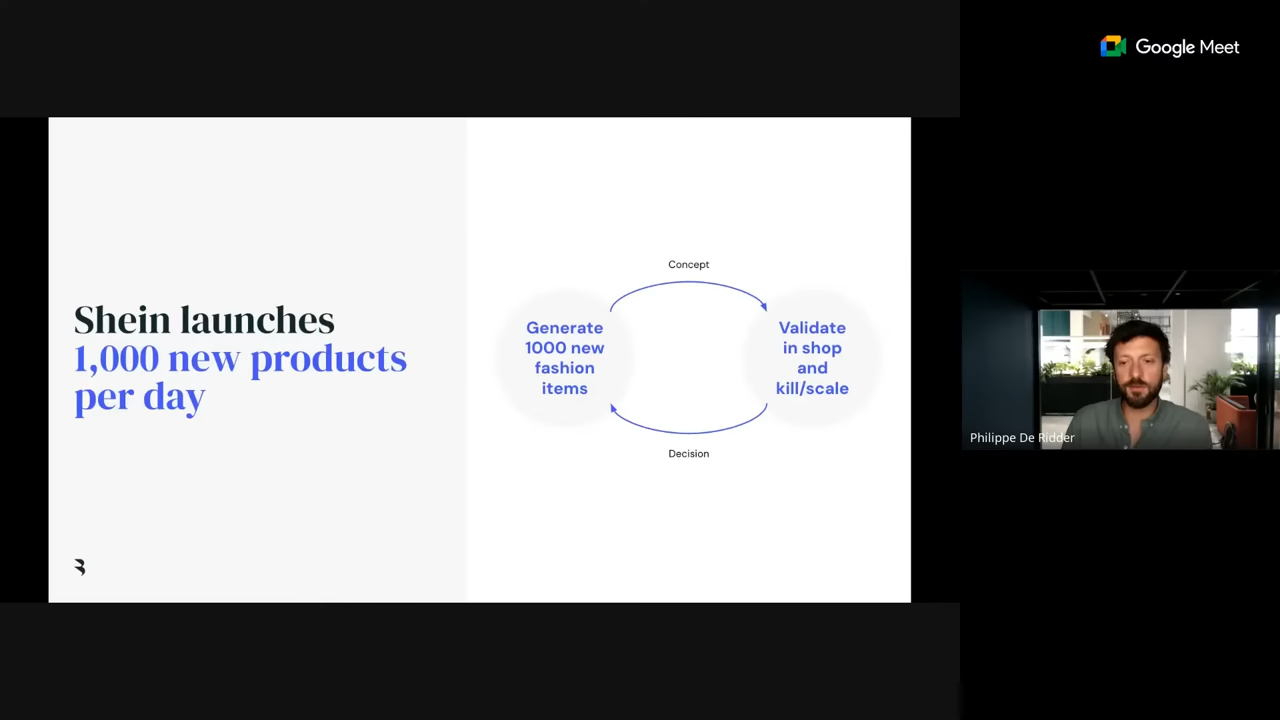 Google Meet
Shein launches
1,000 new products
per day
Concept
Generate
1000 new
fashion
items
Validate
in shop
and
kill/scale
Decision
Philippe De Ridder